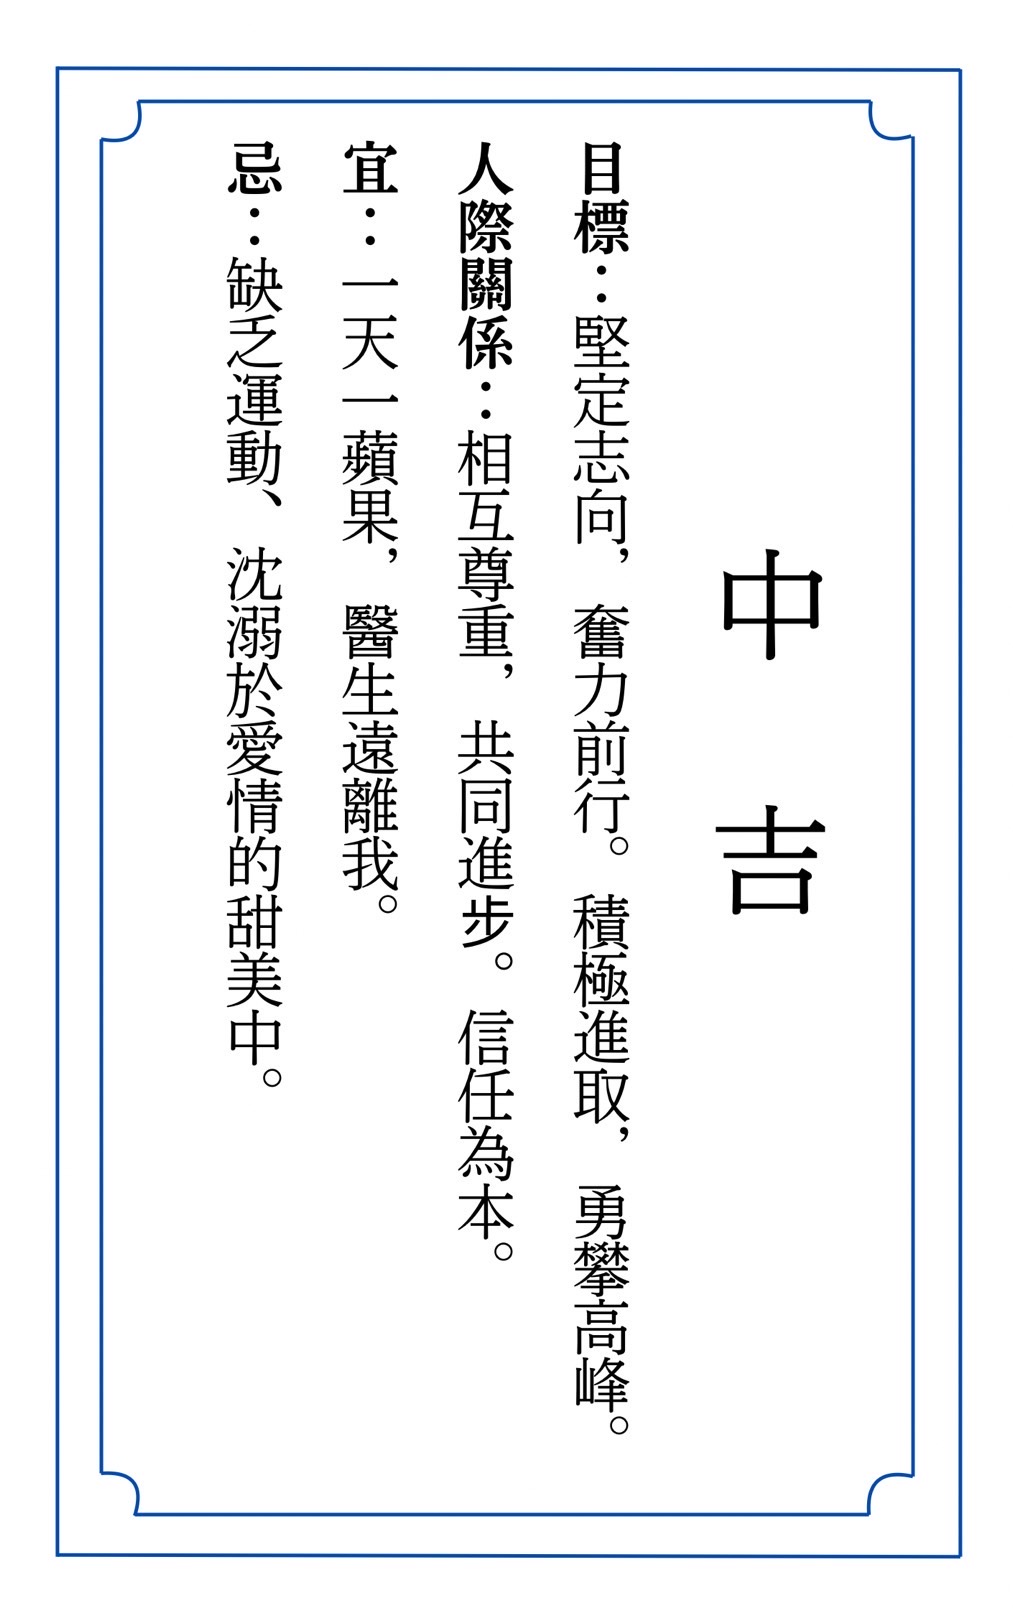 中吉
目標：堅定志向，奮力前行。積極進取，勇攀高峰。
人際關係：相互尊重，共同進步。信任為本。
宜：一天一蘋果，醫生遠離我。
忌：缺乏運動、沈溺於愛情的甜美中。